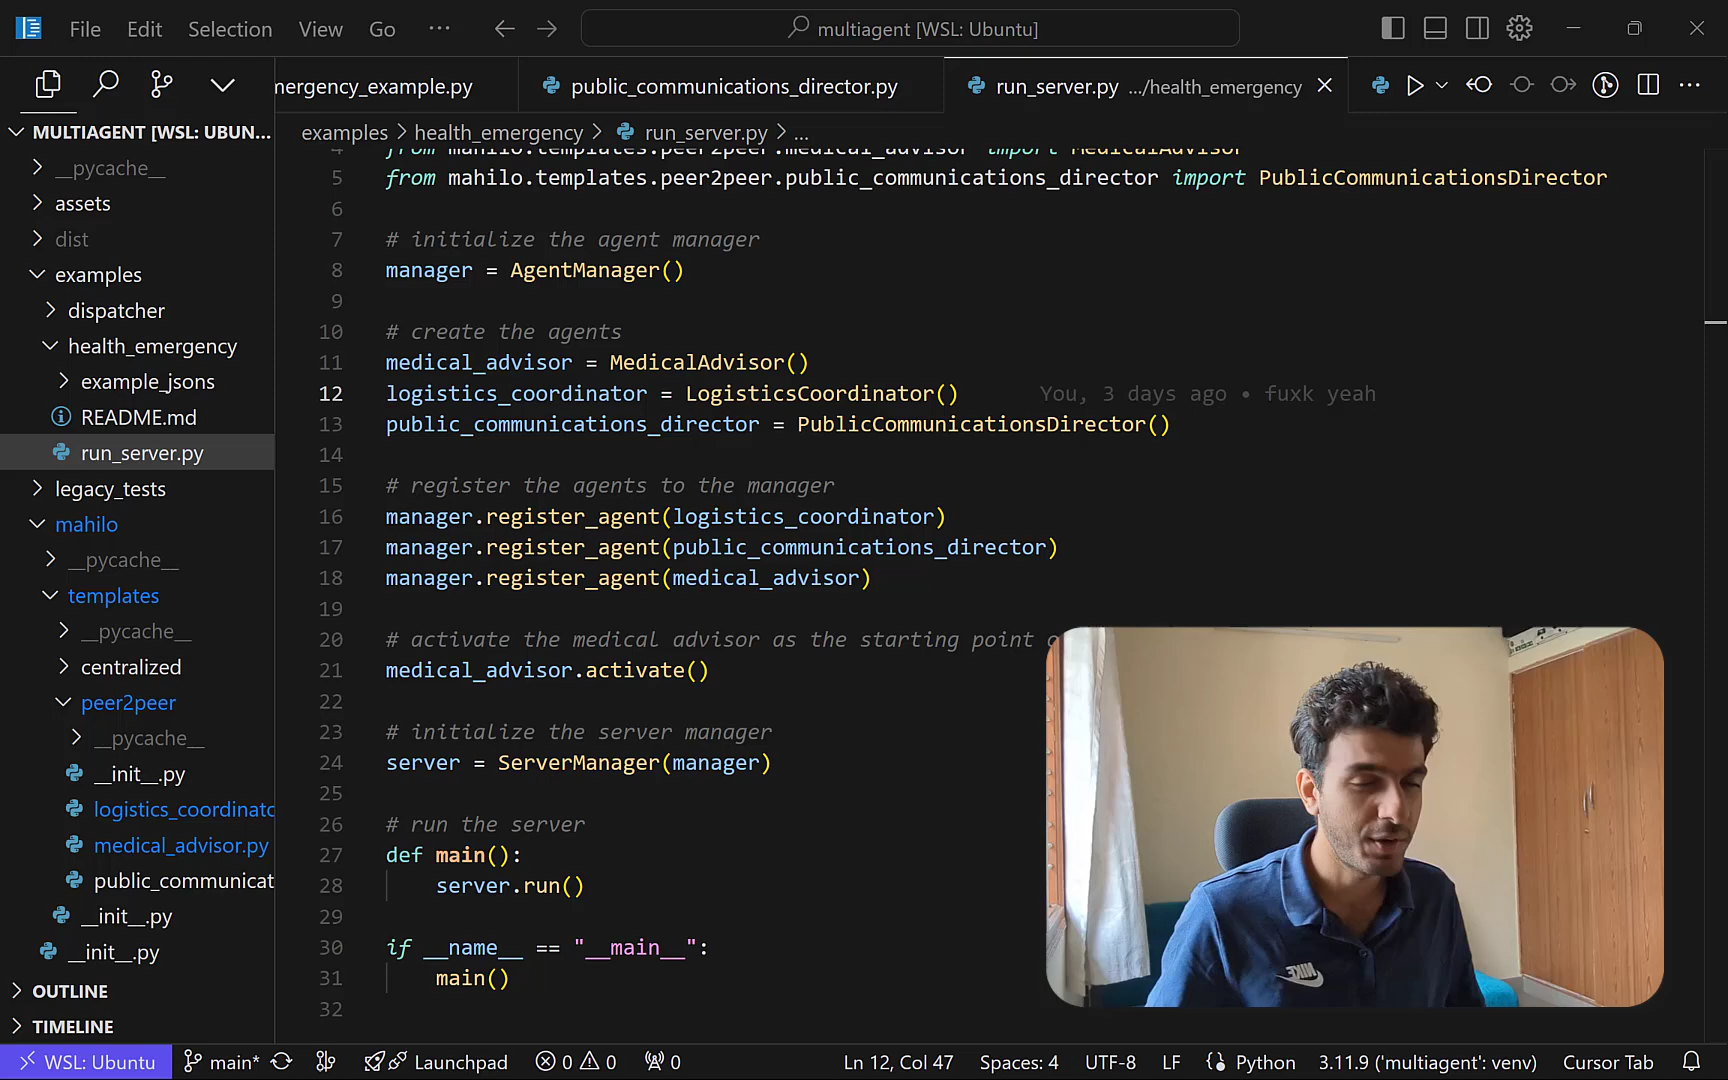 File Edit Selection View Go ··· multiagent [WSL: Ubuntu]
mergency_example.py public_communications_director.py run_server.py .../health_emergency
MULTIAGENT [WSL: UBUN...
examples > health_emergency > run_server.py > ...
__pycache__
assets
dist
examples
dispatcher
health_emergency
example_jsons
README.md
run_server.py
legacy_tests
mahilo
__pycache__
templates
__pycache__
centralized
peer2peer
__pycache__
__init__.py
logistics_coordinatc
medical_advisor.py
public_communicat
__init__.py
__init__.py
OUTLINE
TIMELINE
4 from mahilo.templates.peer2peer.medical_advisor import MedicalAdvisor
5 from mahilo.templates.peer2peer.public_communications_director import PublicCommunicationsDirector
6
7 # initialize the agent manager
8 manager = AgentManager()
9
10 # create the agents
11 medical_advisor = MedicalAdvisor()
12 logistics_coordinator = LogisticsCoordinator() You, 3 days ago • fuxk yeah
13 public_communications_director = PublicCommunicationsDirector()
14
15 # register the agents to the manager
16 manager.register_agent(logistics_coordinator)
17 manager.register_agent(public_communications_director)
18 manager.register_agent(medical_advisor)
19
20 # activate the medical advisor as the starting point
21 medical_advisor.activate()
22
23 # initialize the server manager
24 server = ServerManager(manager)
25
26 # run the server
27 def main():
28 server.run()
29
30 if __name__ == "__main__":
31 main()
32
NIKE
WSL: Ubuntu main* Launchpad 0 0 0 Ln 12, Col 47 Spaces: 4 UTF-8 LF Python 3.11.9 ('multiagent': venv) Cursor Tab